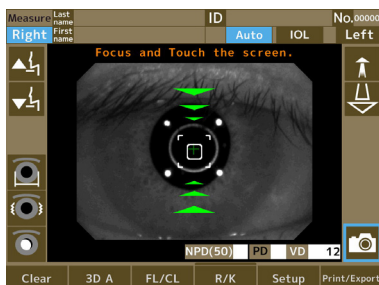 Measure Last name ID No.00000
Right First name Auto IOL Left
Focus and Touch the screen.
NPD(50) PD VD 12
Clear 3D A FL/CL R/K Setup Print/Export